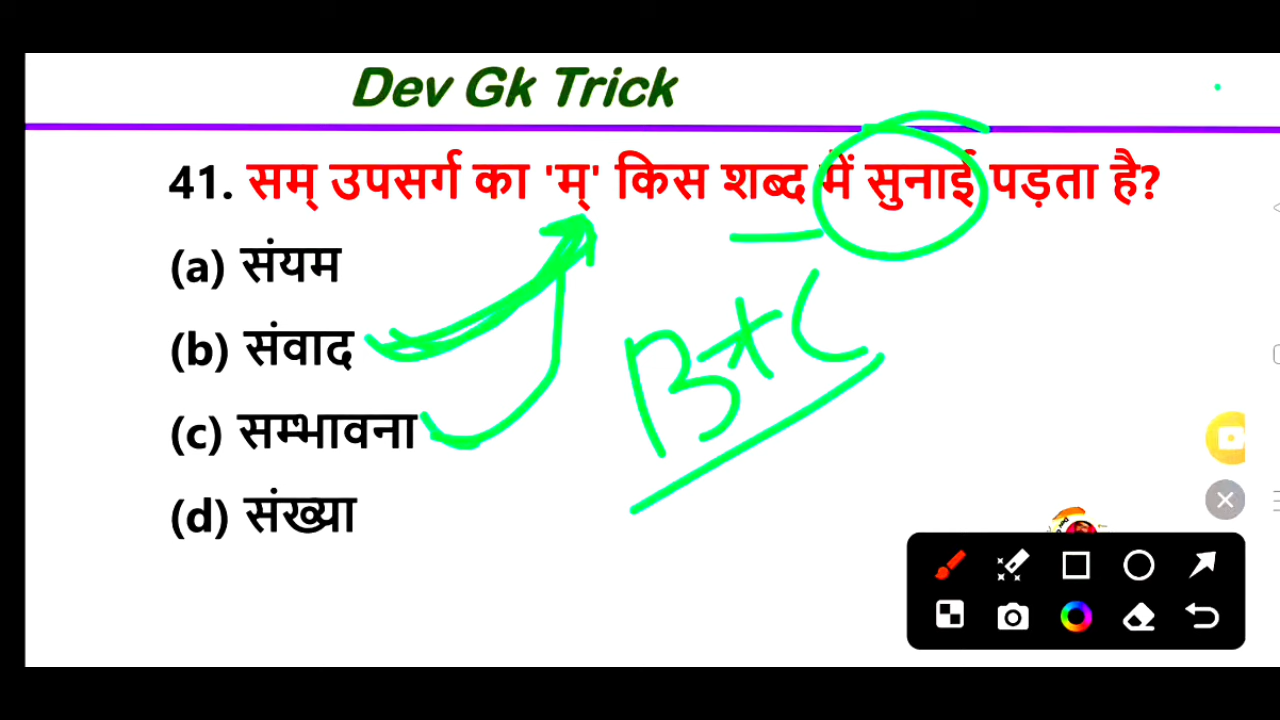 Dev Gk Trick
41. सम् उपसर्ग का 'म्' किस शब्द में सुनाई पड़ता है?
(a) संयम
(b) संवाद
(c) सम्भावना
(d) संख्या
B*C